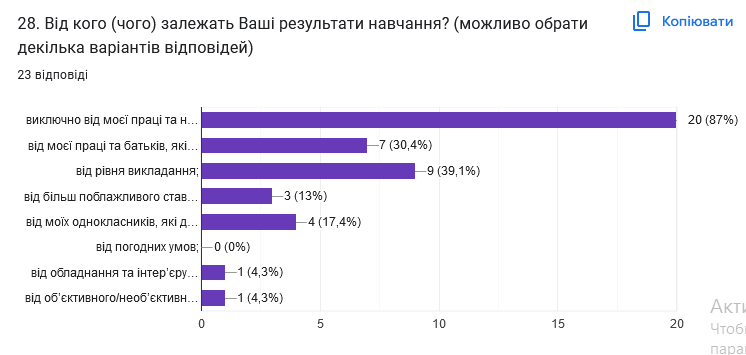 28. Від кого (чого) залежать Ваші результати навчання? (можливо обрати
декілька варіантів відповідей)
Копіювати
23 відповіді
виключно від моєї праці та н… 20 (87%)
від моєї праці та батьків, які… 7 (30,4%)
від рівня викладання; 9 (39,1%)
від більш поблажливого став… 3 (13%)
від моїх однокласників, які д… 4 (17,4%)
від погодних умов; 0 (0%)
від обладнання та інтер’єру… 1 (4,3%)
від об’єктивного/необ’єктивн… 1 (4,3%)
0 5 10 15 20